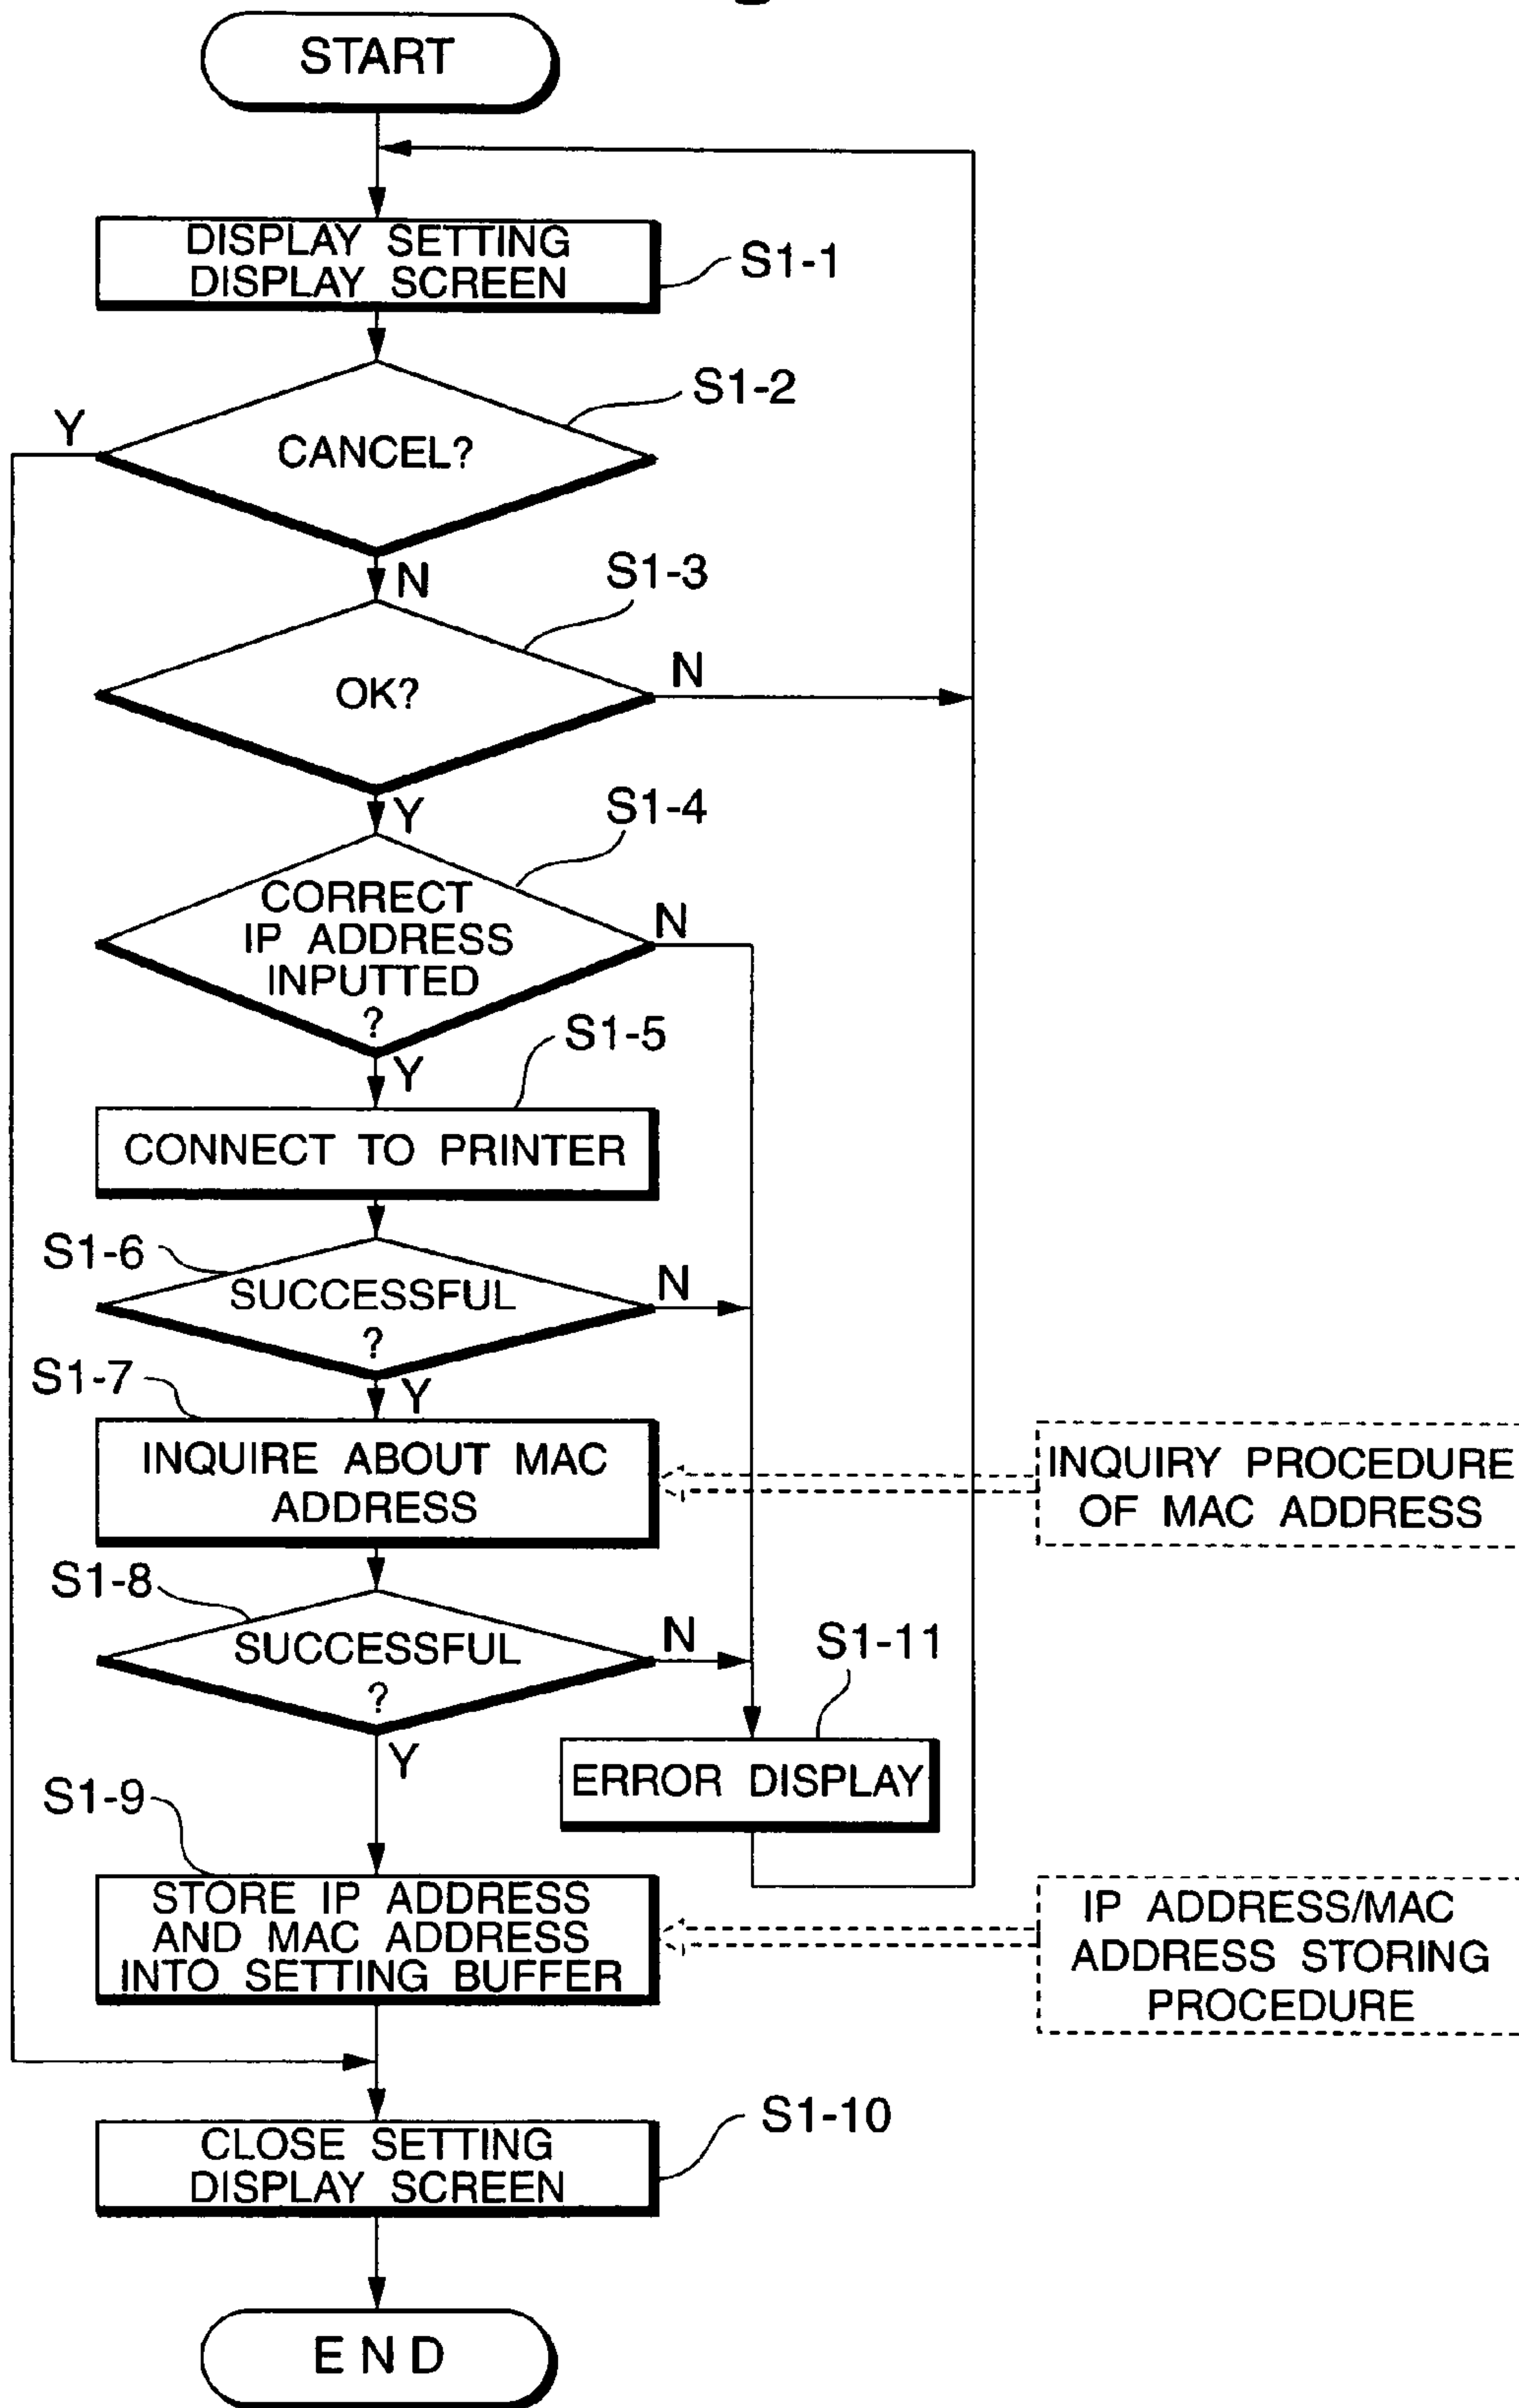 START
DISPLAY SETTING
DISPLAY SCREEN
S1-1
S1-2
Y
CANCEL?
N
S1-3
OK?
N
Y
S1-4
CORRECT
IP ADDRESS
INPUTTED
?
N
Y
S1-5
CONNECT TO PRINTER
S1-6
SUCCESSFUL
?
N
Y
S1-7
INQUIRE ABOUT MAC
ADDRESS
INQUIRY PROCEDURE
OF MAC ADDRESS
S1-8
SUCCESSFUL
?
N
Y
S1-11
ERROR DISPLAY
S1-9
STORE IP ADDRESS
AND MAC ADDRESS
INTO SETTING BUFFER
IP ADDRESS/MAC
ADDRESS STORING
PROCEDURE
S1-10
CLOSE SETTING
DISPLAY SCREEN
END